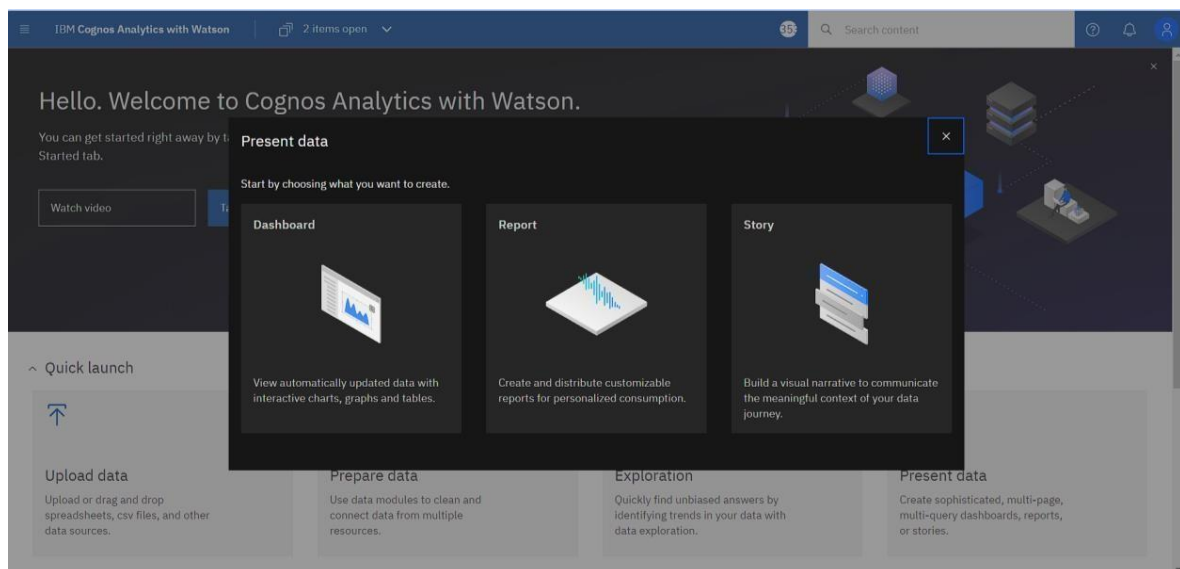 IBM Cognos Analytics with Watson
2 items open
Search content
Hello. Welcome to Cognos Analytics with Watson.
You can get started right away by
Started tab.
Watch video
Present data
Start by choosing what you want to create.
Dashboard
View automatically updated data with
interactive charts, graphs and tables.
Report
Create and distribute customizable
reports for personalized consumption.
Story
Build a visual narrative to communicate
the meaningful context of your data
journey.
Quick launch
Upload data
Upload or drag and drop
spreadsheets, csv files, and other
data sources.
Prepare data
Use data modules to clean and
connect data from multiple
resources.
Exploration
Quickly find unbiased answers by
identifying trends in your data with
data exploration.
Present data
Create sophisticated, multi-page,
multi-query dashboards, reports,
or stories.